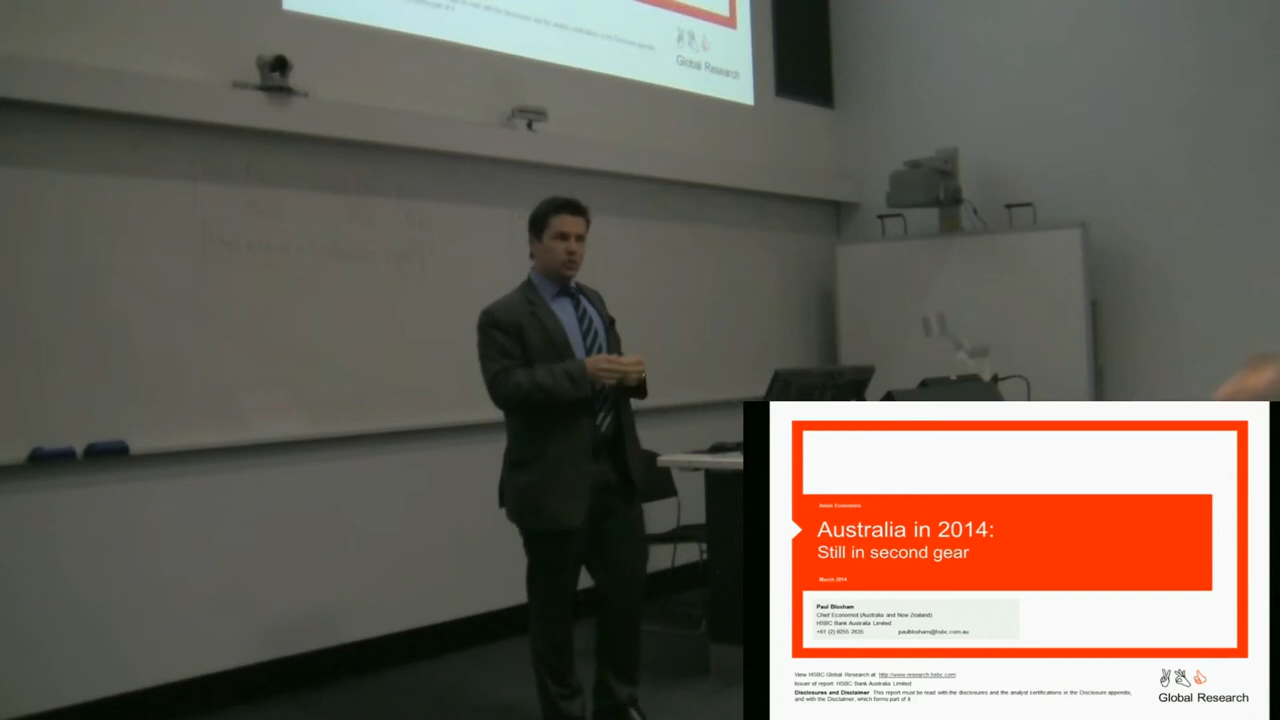 Global Research
Asian Economics
Australia in 2014:
Still in second gear
March 2014
Paul Bloxham
Chief Economist (Australia and New Zealand)
HSBC Bank Australia Limited
+61 (2) 9255 2635 paulbloxham@hsbc.com.au
View HSBC Global Research at: http://www.research.hsbc.com
Issuer of report: HSBC Bank Australia Limited
Disclosures and Disclaimer This report must be read with the disclosures and the analyst certifications in the Disclosure appendix,
and with the Disclaimer, which forms part of it
Global Research